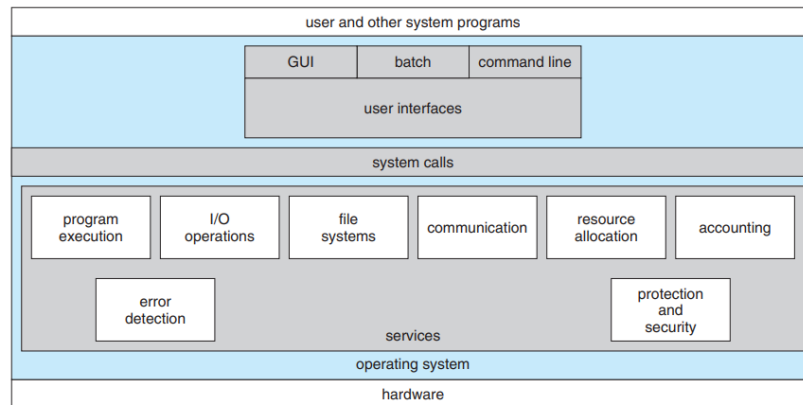 user and other system programs
GUI
batch
command line
user interfaces
system calls
program
execution
I/O
operations
file
systems
communication
resource
allocation
accounting
error
detection
protection
and
security
services
operating system
hardware